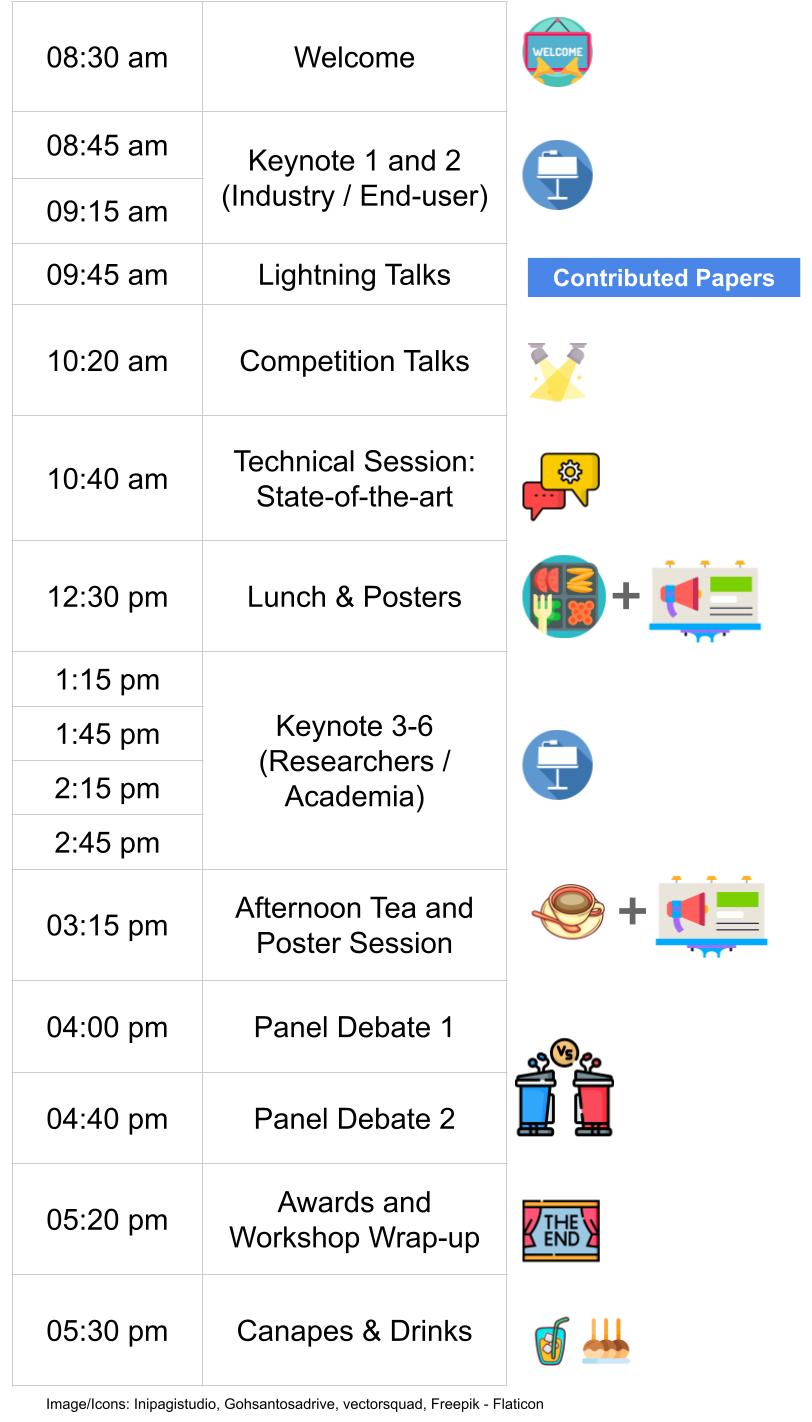 08:30 am
Welcome
WELCOME
08:45 am
09:15 am
Keynote 1 and 2
(Industry / End-user)
09:45 am
Lightning Talks
Contributed Papers
10:20 am
Competition Talks
10:40 am
Technical Session:
State-of-the-art
12:30 pm
Lunch & Posters
+
1:15 pm
1:45 pm
2:15 pm
2:45 pm
Keynote 3-6
(Researchers /
Academia)
03:15 pm
Afternoon Tea and
Poster Session
+
04:00 pm
Panel Debate 1
VS
04:40 pm
Panel Debate 2
05:20 pm
Awards and
Workshop Wrap-up
THE
END
05:30 pm
Canapes & Drinks
Image/Icons: Inipagistudio, Gohsantosadrive, vectorsquad, Freepik - Flaticon